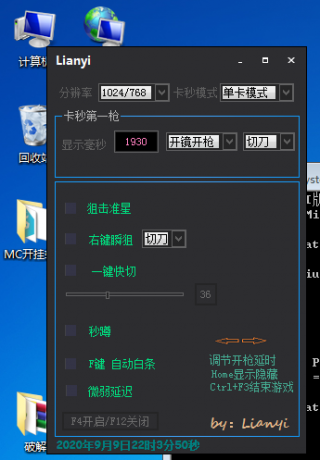 计算机
Lianyi
分辨率 1024/768 卡秒模式 单卡模式
卡秒第一枪
显示毫秒 1930 开镜开枪 切刀
回收站
狙击准星
右键瞬狙 切刀
一键快切
36
MC开挂
秒蹲
F键 自动白条
微弱延迟
调节开枪延时
Home显示隐藏
Ctrl+F3结束游戏
F4开启/F12关闭
by: Lianyi
破解
2020年9月9日22时3分50秒